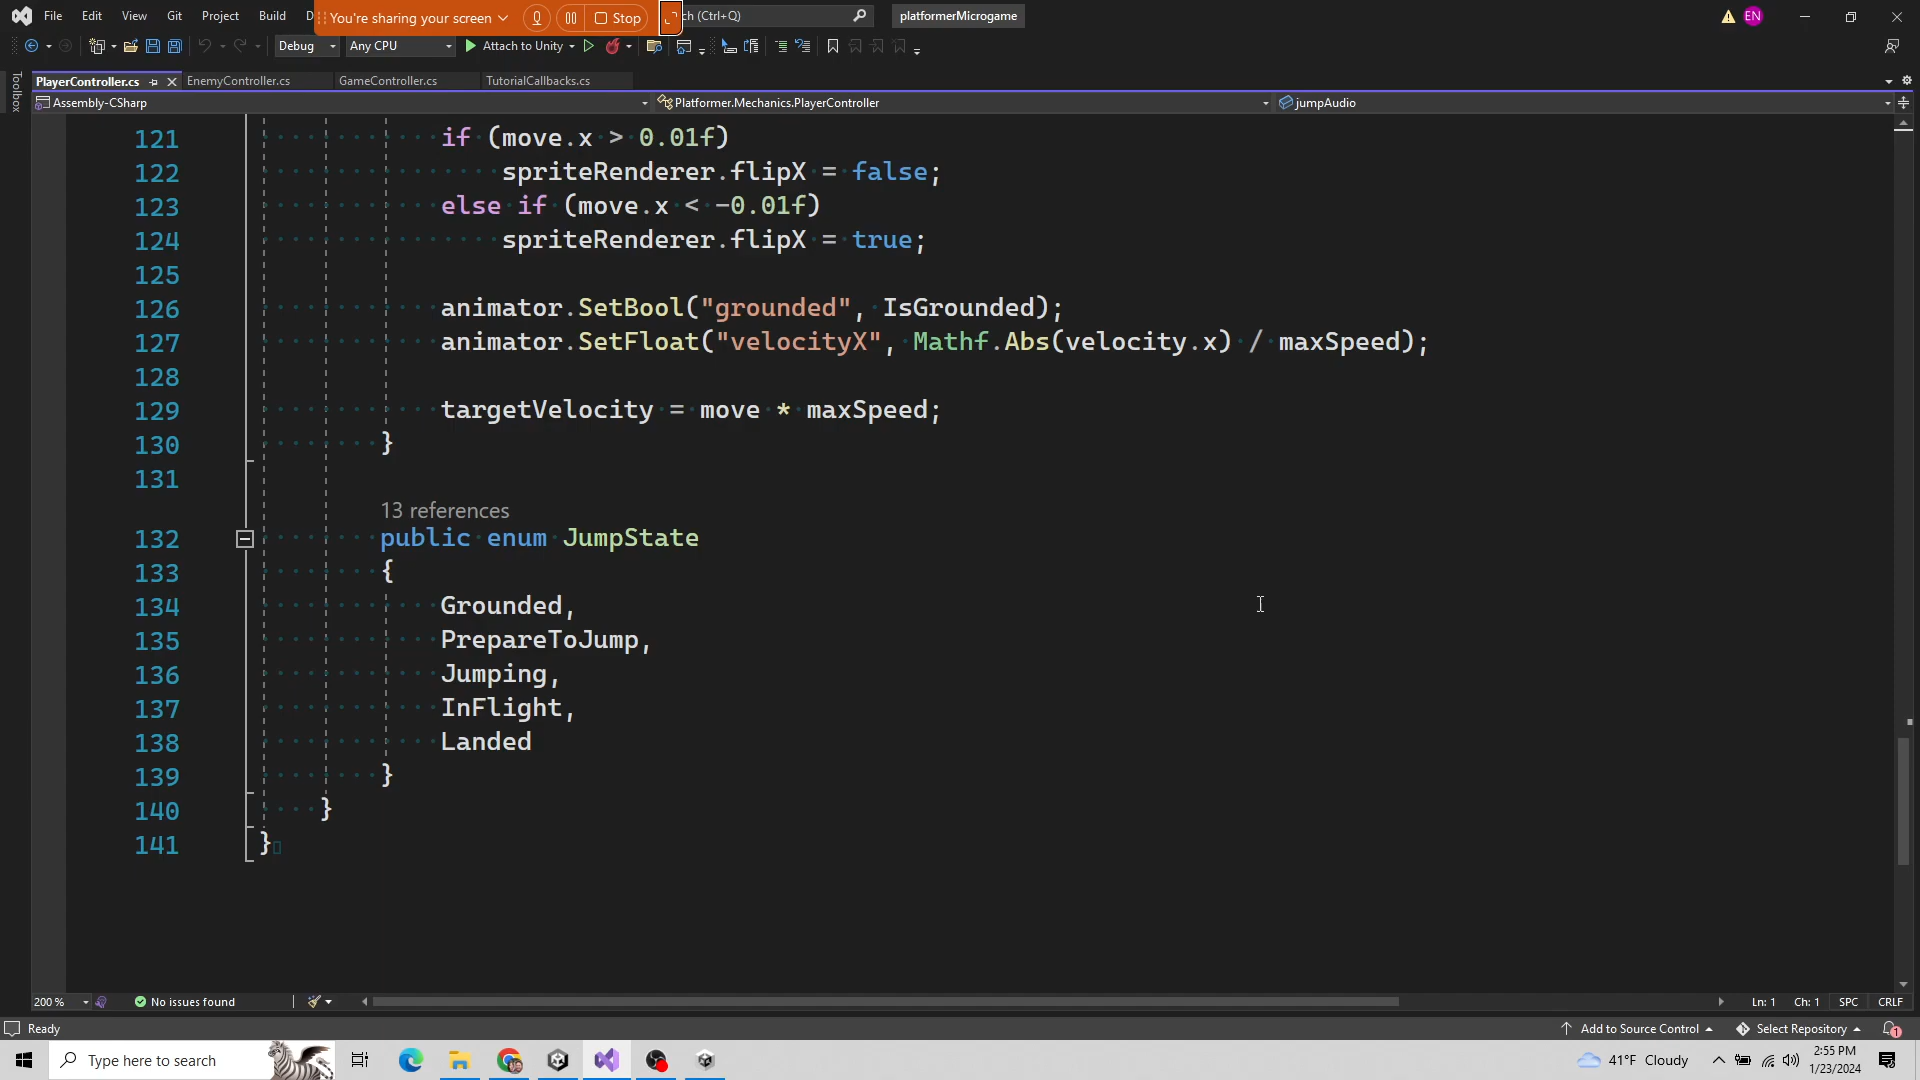 File Edit View Git Project Build D You're sharing your screen Stop ch (Ctrl+Q) platformerMicrogame EN
Debug Any CPU Attach to Unity
Toolbox
PlayerController.cs EnemyController.cs GameController.cs TutorialCallbacks.cs
Assembly-CSharp Platformer.Mechanics.PlayerController jumpAudio
121 if (move.x > 0.01f)
122 spriteRenderer.flipX = false;
123 else if (move.x < -0.01f)
124 spriteRenderer.flipX = true;
125
126 animator.SetBool("grounded", IsGrounded);
127 animator.SetFloat("velocityX", Mathf.Abs(velocity.x) / maxSpeed);
128
129 targetVelocity = move * maxSpeed;
130 }
131
13 references
132 public enum JumpState
133 {
134 Grounded,
135 PrepareToJump,
136 Jumping,
137 InFlight,
138 Landed
139 }
140 }
141 }
200 % No issues found Ln: 1 Ch: 1 SPC CRLF
Ready Add to Source Control Select Repository 1
Type here to search 41°F Cloudy 2:55 PM
1/23/2024